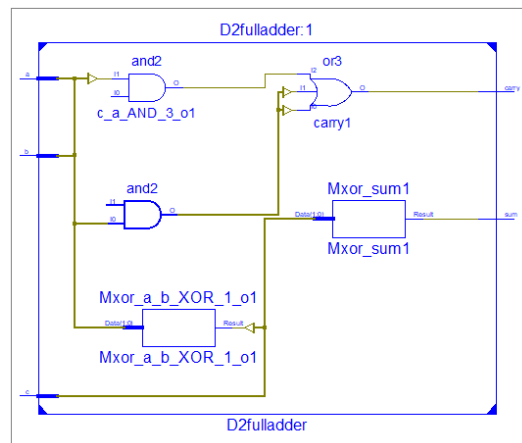 D2fulladder:1
and2
or3
a
I1
O
I2
I0
I1
O
carry
c_a_AND_3_o1
carry1
b
and2
Mxor_sum1
I1
O
I0
Data(1:0)
Result
sum
Mxor_sum1
Mxor_a_b_XOR_1_o1
Data(1:0)
Result
Mxor_a_b_XOR_1_o1
c
D2fulladder